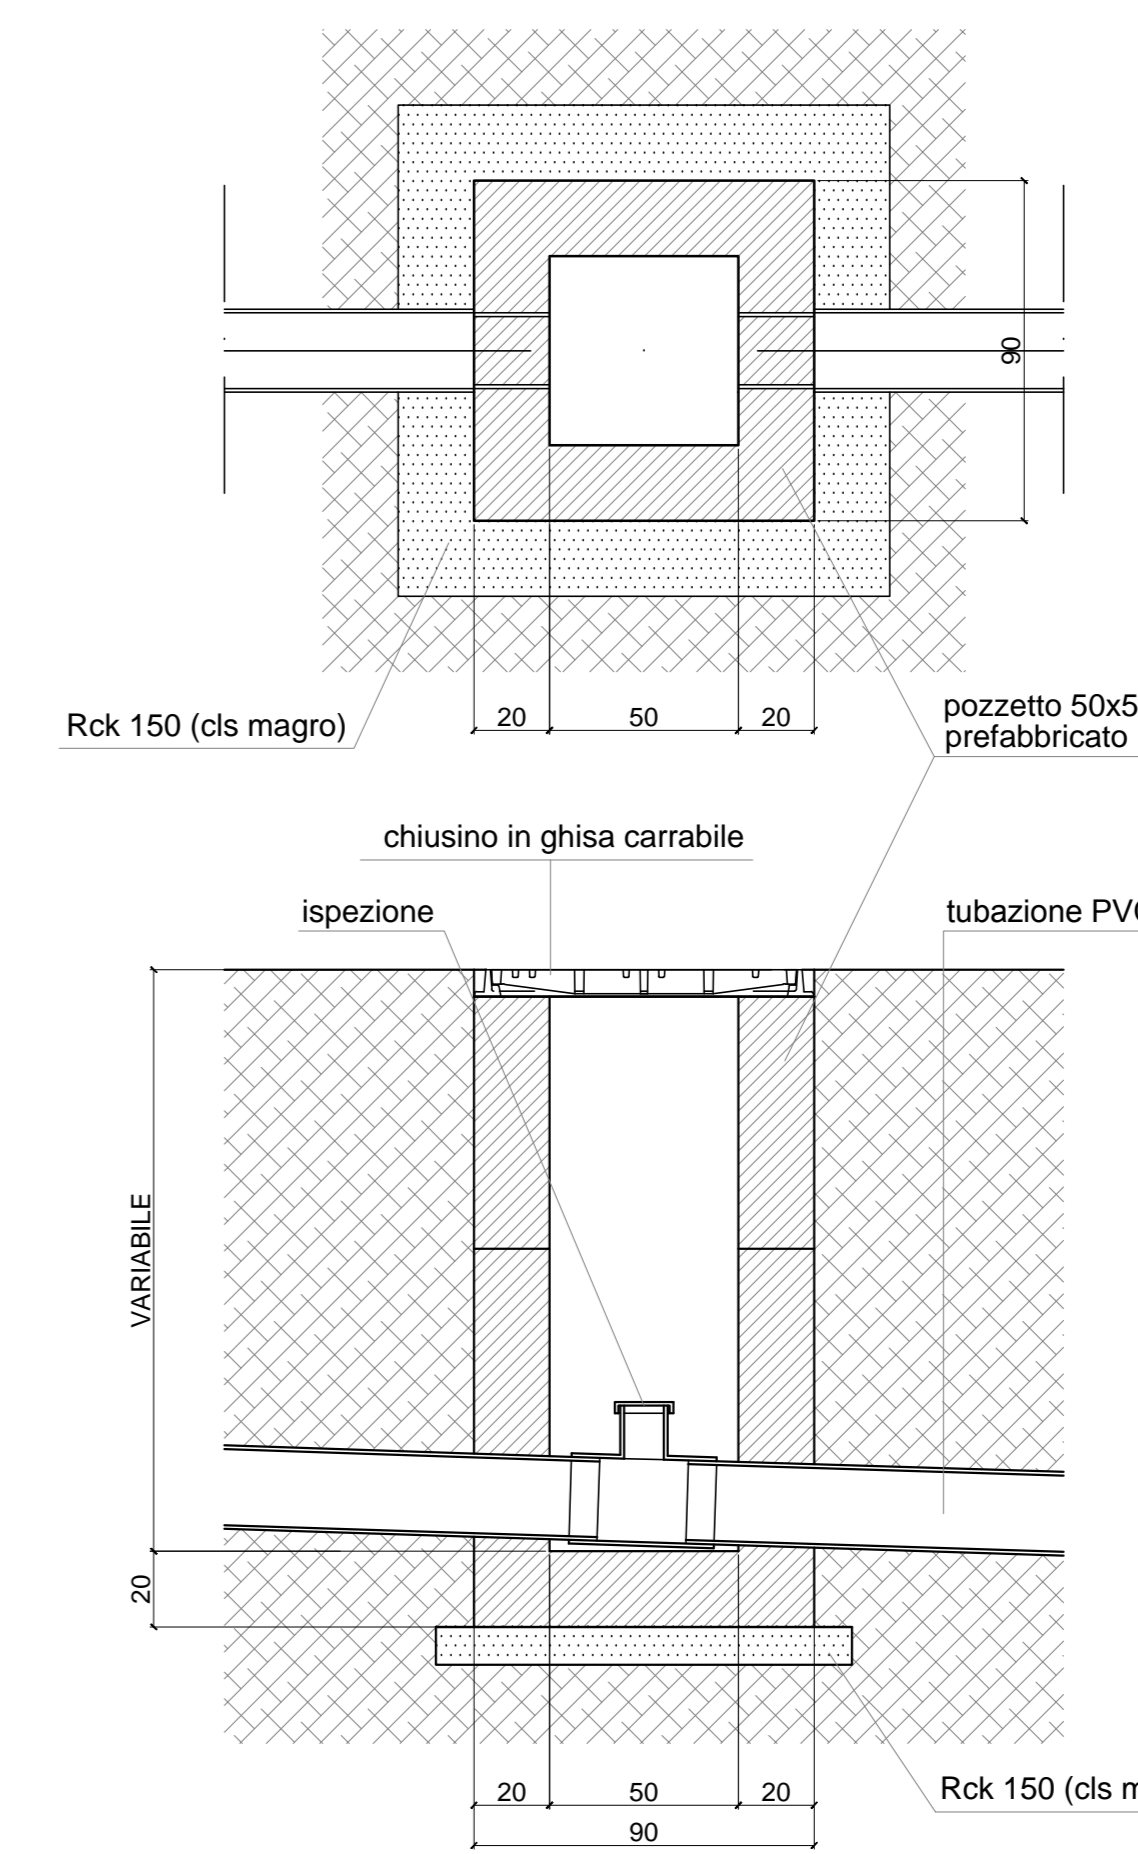 90
20 50 20
Rck 150 (cls magro)
pozzetto 50x5
prefabbricato
chiusino in ghisa carrabile
ispezione
tubazione PV
VARIABILE
20
20 50 20
Rck 150 (cls m
90